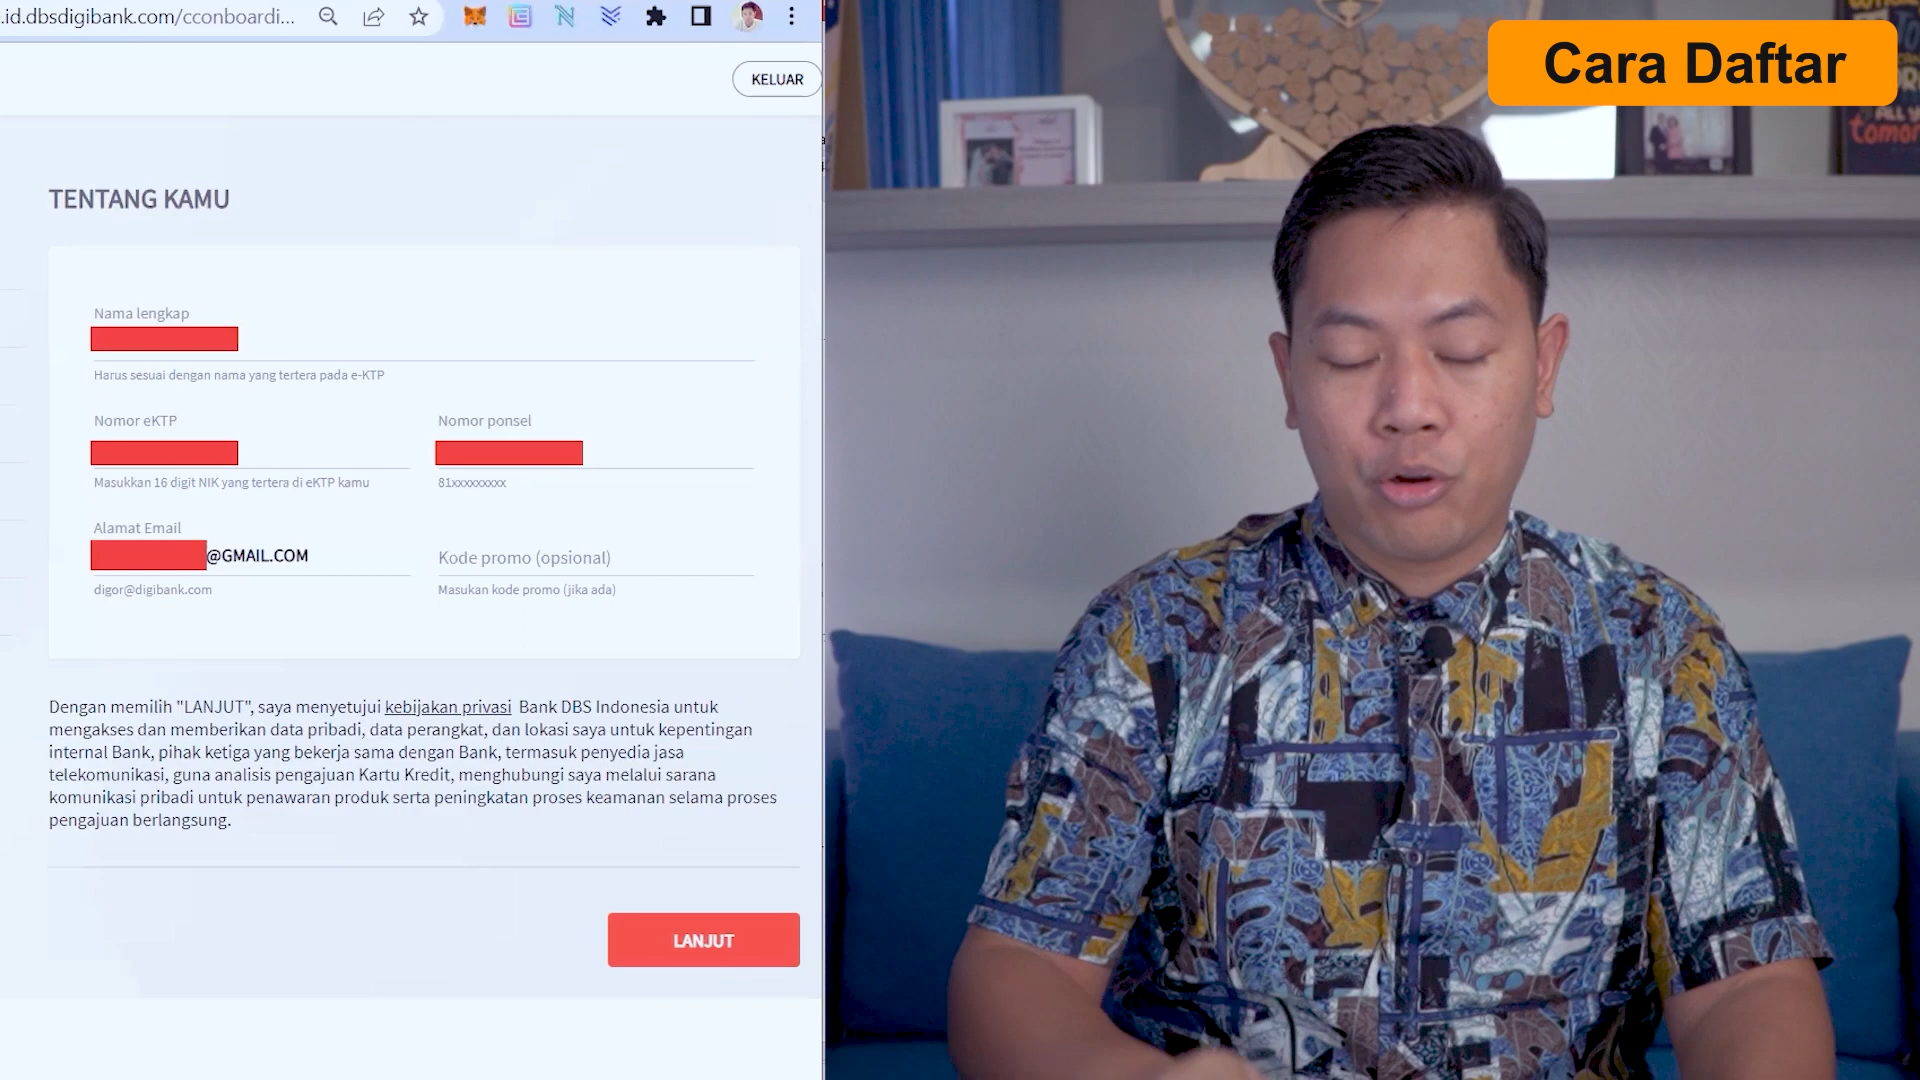 .id.dbsdigibank.com/cconboardi...
KELUAR
Cara Daftar
TENTANG KAMU
Nama lengkap
Harus sesuai dengan nama yang tertera pada e-KTP
Nomor eKTP
Nomor ponsel
Masukkan 16 digit NIK yang tertera di eKTP kamu
81xxxxxxxxx
Alamat Email
@GMAIL.COM
Kode promo (opsional)
digor@digibank.com
Masukan kode promo (jika ada)
Dengan memilih "LANJUT", saya menyetujui kebijakan privasi Bank DBS Indonesia untuk
mengakses dan memberikan data pribadi, data perangkat, dan lokasi saya untuk kepentingan
internal Bank, pihak ketiga yang bekerja sama dengan Bank, termasuk penyedia jasa
telekomunikasi, guna analisis pengajuan Kartu Kredit, menghubungi saya melalui sarana
komunikasi pribadi untuk penawaran produk serta peningkatan proses keamanan selama proses
pengajuan berlangsung.
LANJUT
ALL
tomor